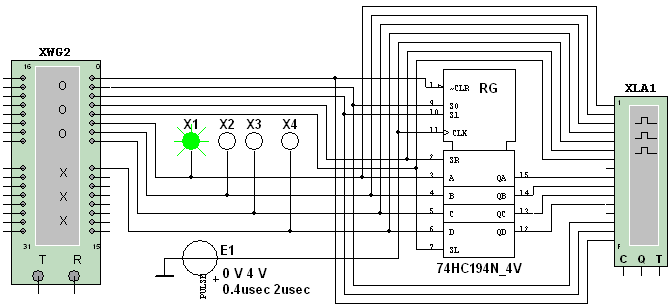 XWG2
16 0
O
O
O
X
X
X
31 15
T R
X1 X2 X3 X4
E1
0 V 4 V
0.4usec 2usec
PULSE
+
RG
1 ~CLR
9 S0
10 S1
11 CLK
2 SR
3 A QA 15
4 B QB 14
5 C QC 13
6 D QD 12
7 SL
74HC194N_4V
XLA1
1
F
C Q T